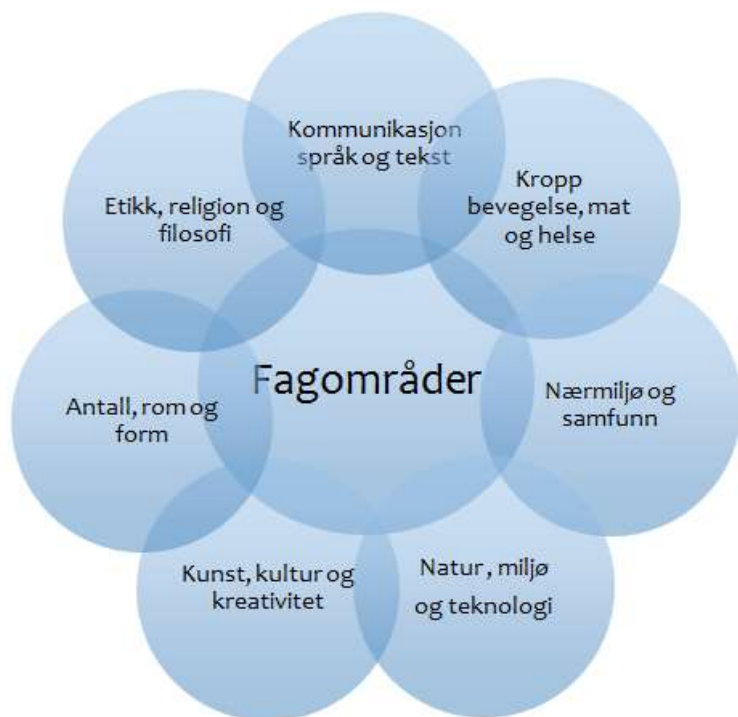 Kommunikasjon
språk og tekst
Kropp
bevegelse, mat
og helse
Nærmiljø og
samfunn
Natur , miljø
og teknologi
Kunst, kultur og
kreativitet
Antall, rom og
form
Etikk, religion og
filosofi
Fagområder